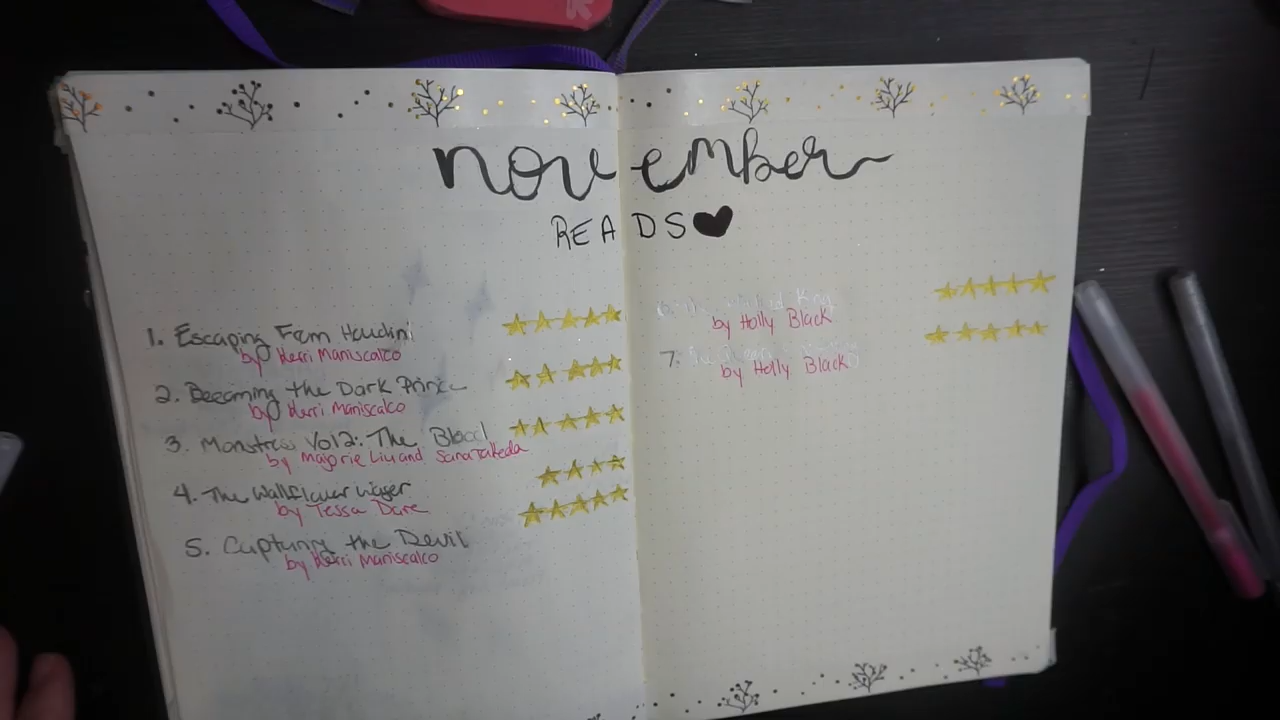 november
READS
1. Escaping From Houdini
by Kerri Maniscalco
2. Becoming the Dark Prince
by Kerri Maniscalco
3. Monstress Vol2: The Blood
by Marjorie Liu and Sana Takeda
4. The Wallflower Wager
by Tessa Dare
5. Capturing the Devil
by Kerri Maniscalco
King
by Holly Black
7.
by Holly Black